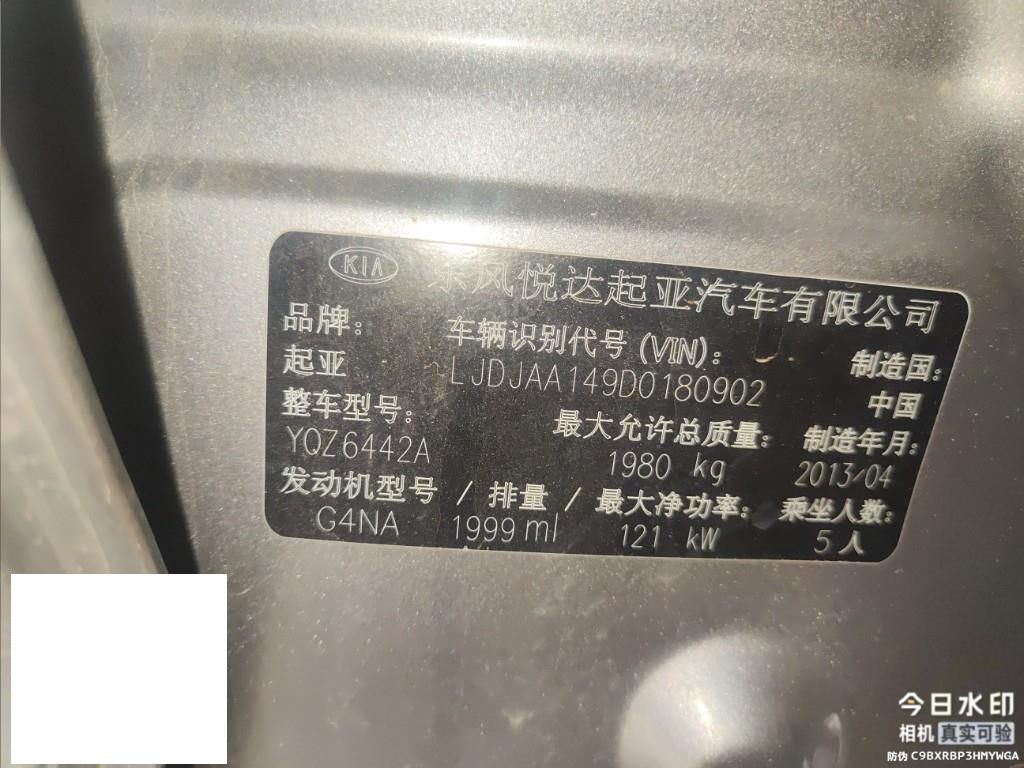 KIA 东风悦达起亚汽车有限公司
品牌: 车辆识别代号 (VIN): 制造国:
起亚 LJDJAA149D0180902 中国
整车型号: 最大允许总质量: 制造年月:
YQZ6442A 1980 kg 2013/04
发动机型号 / 排量 / 最大净功率: 乘坐人数:
G4NA 1999 ml 121 kW 5人
今日水印
相机 真实可验
防伪 C9BXRBP3HMYWGA